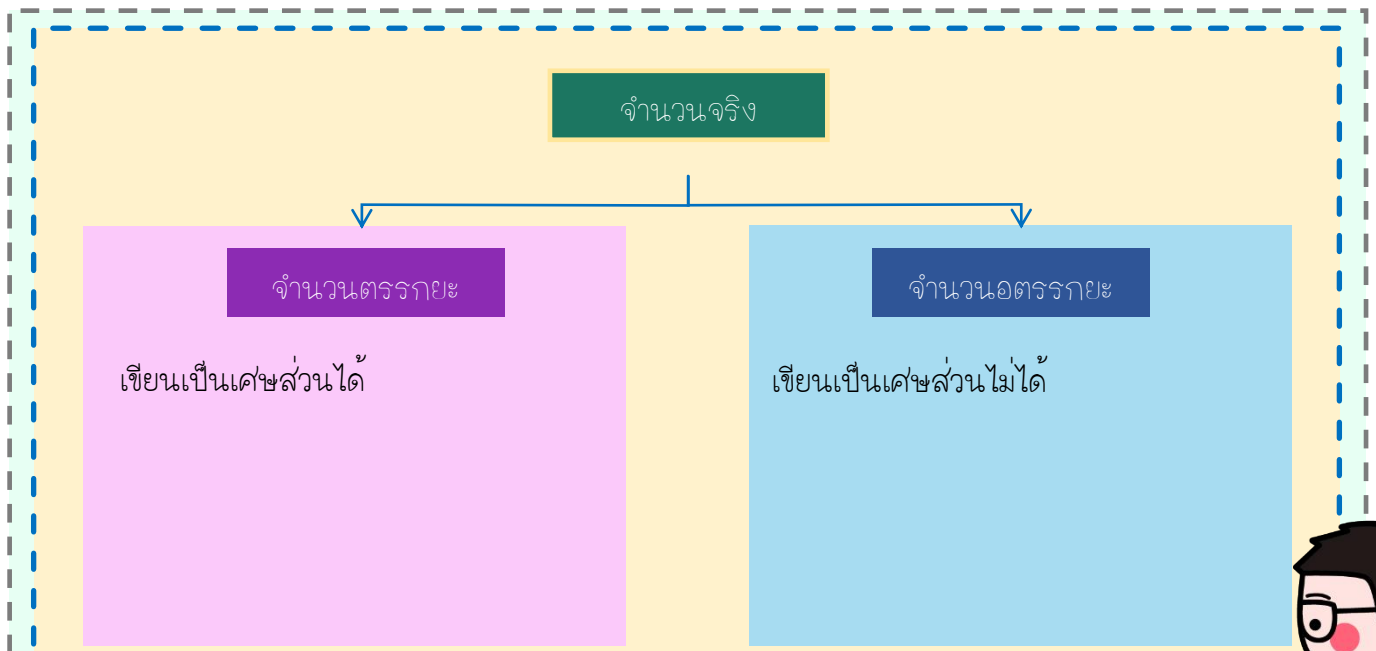 จำนวนจริง
จำนวนตรรกยะ
จำนวนอตรรกยะ
เขียนเป็นเศษส่วนได้
เขียนเป็นเศษส่วนไม่ได้